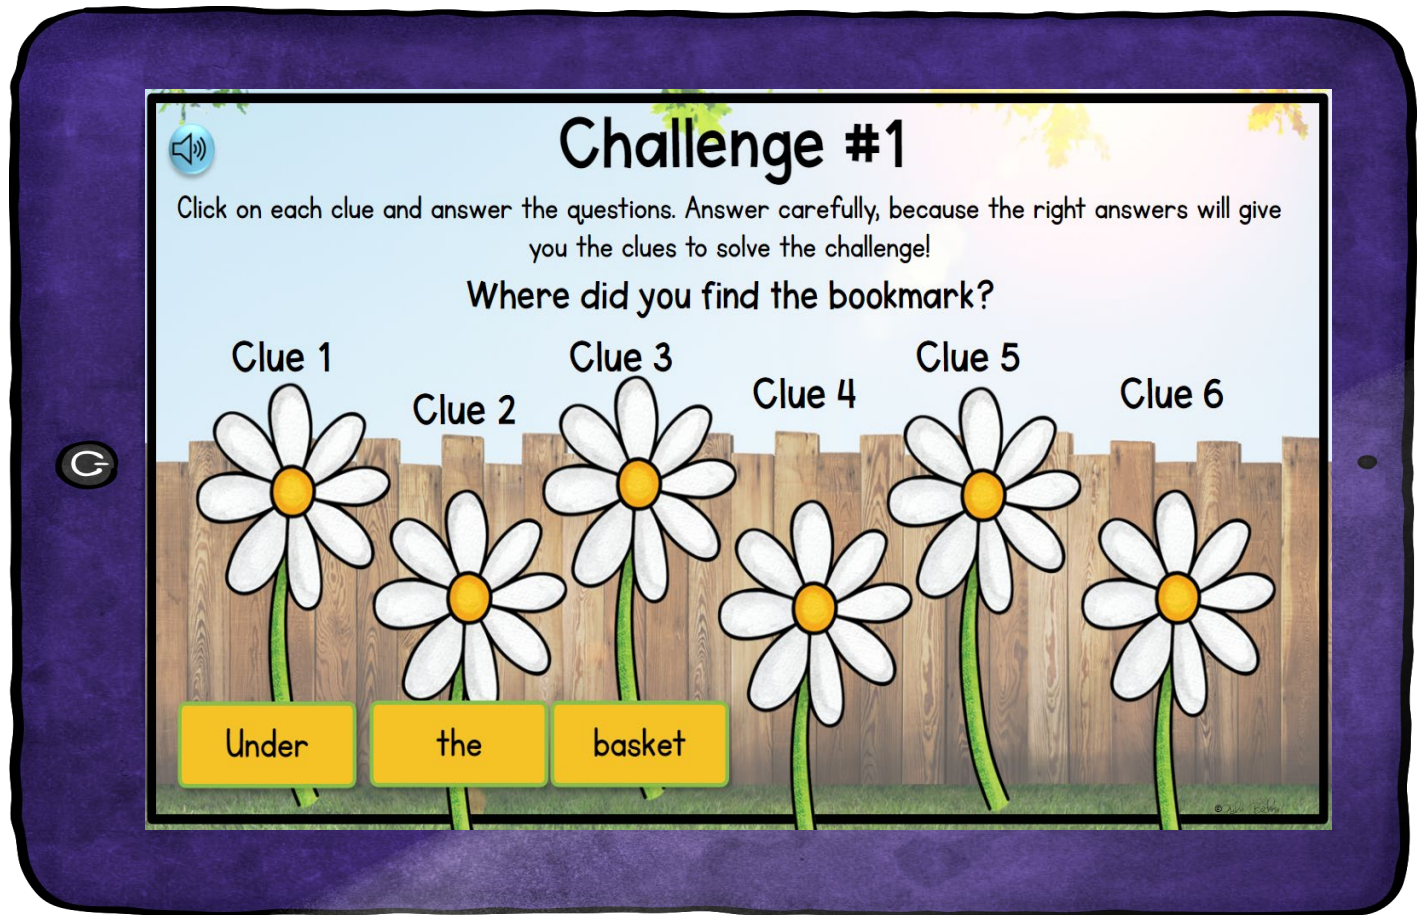 Challenge #1
Click on each clue and answer the questions. Answer carefully, because the right answers will give
you the clues to solve the challenge!
Where did you find the bookmark?
Clue 1
Clue 2
Clue 3
Clue 4
Clue 5
Clue 6
Under
the
basket